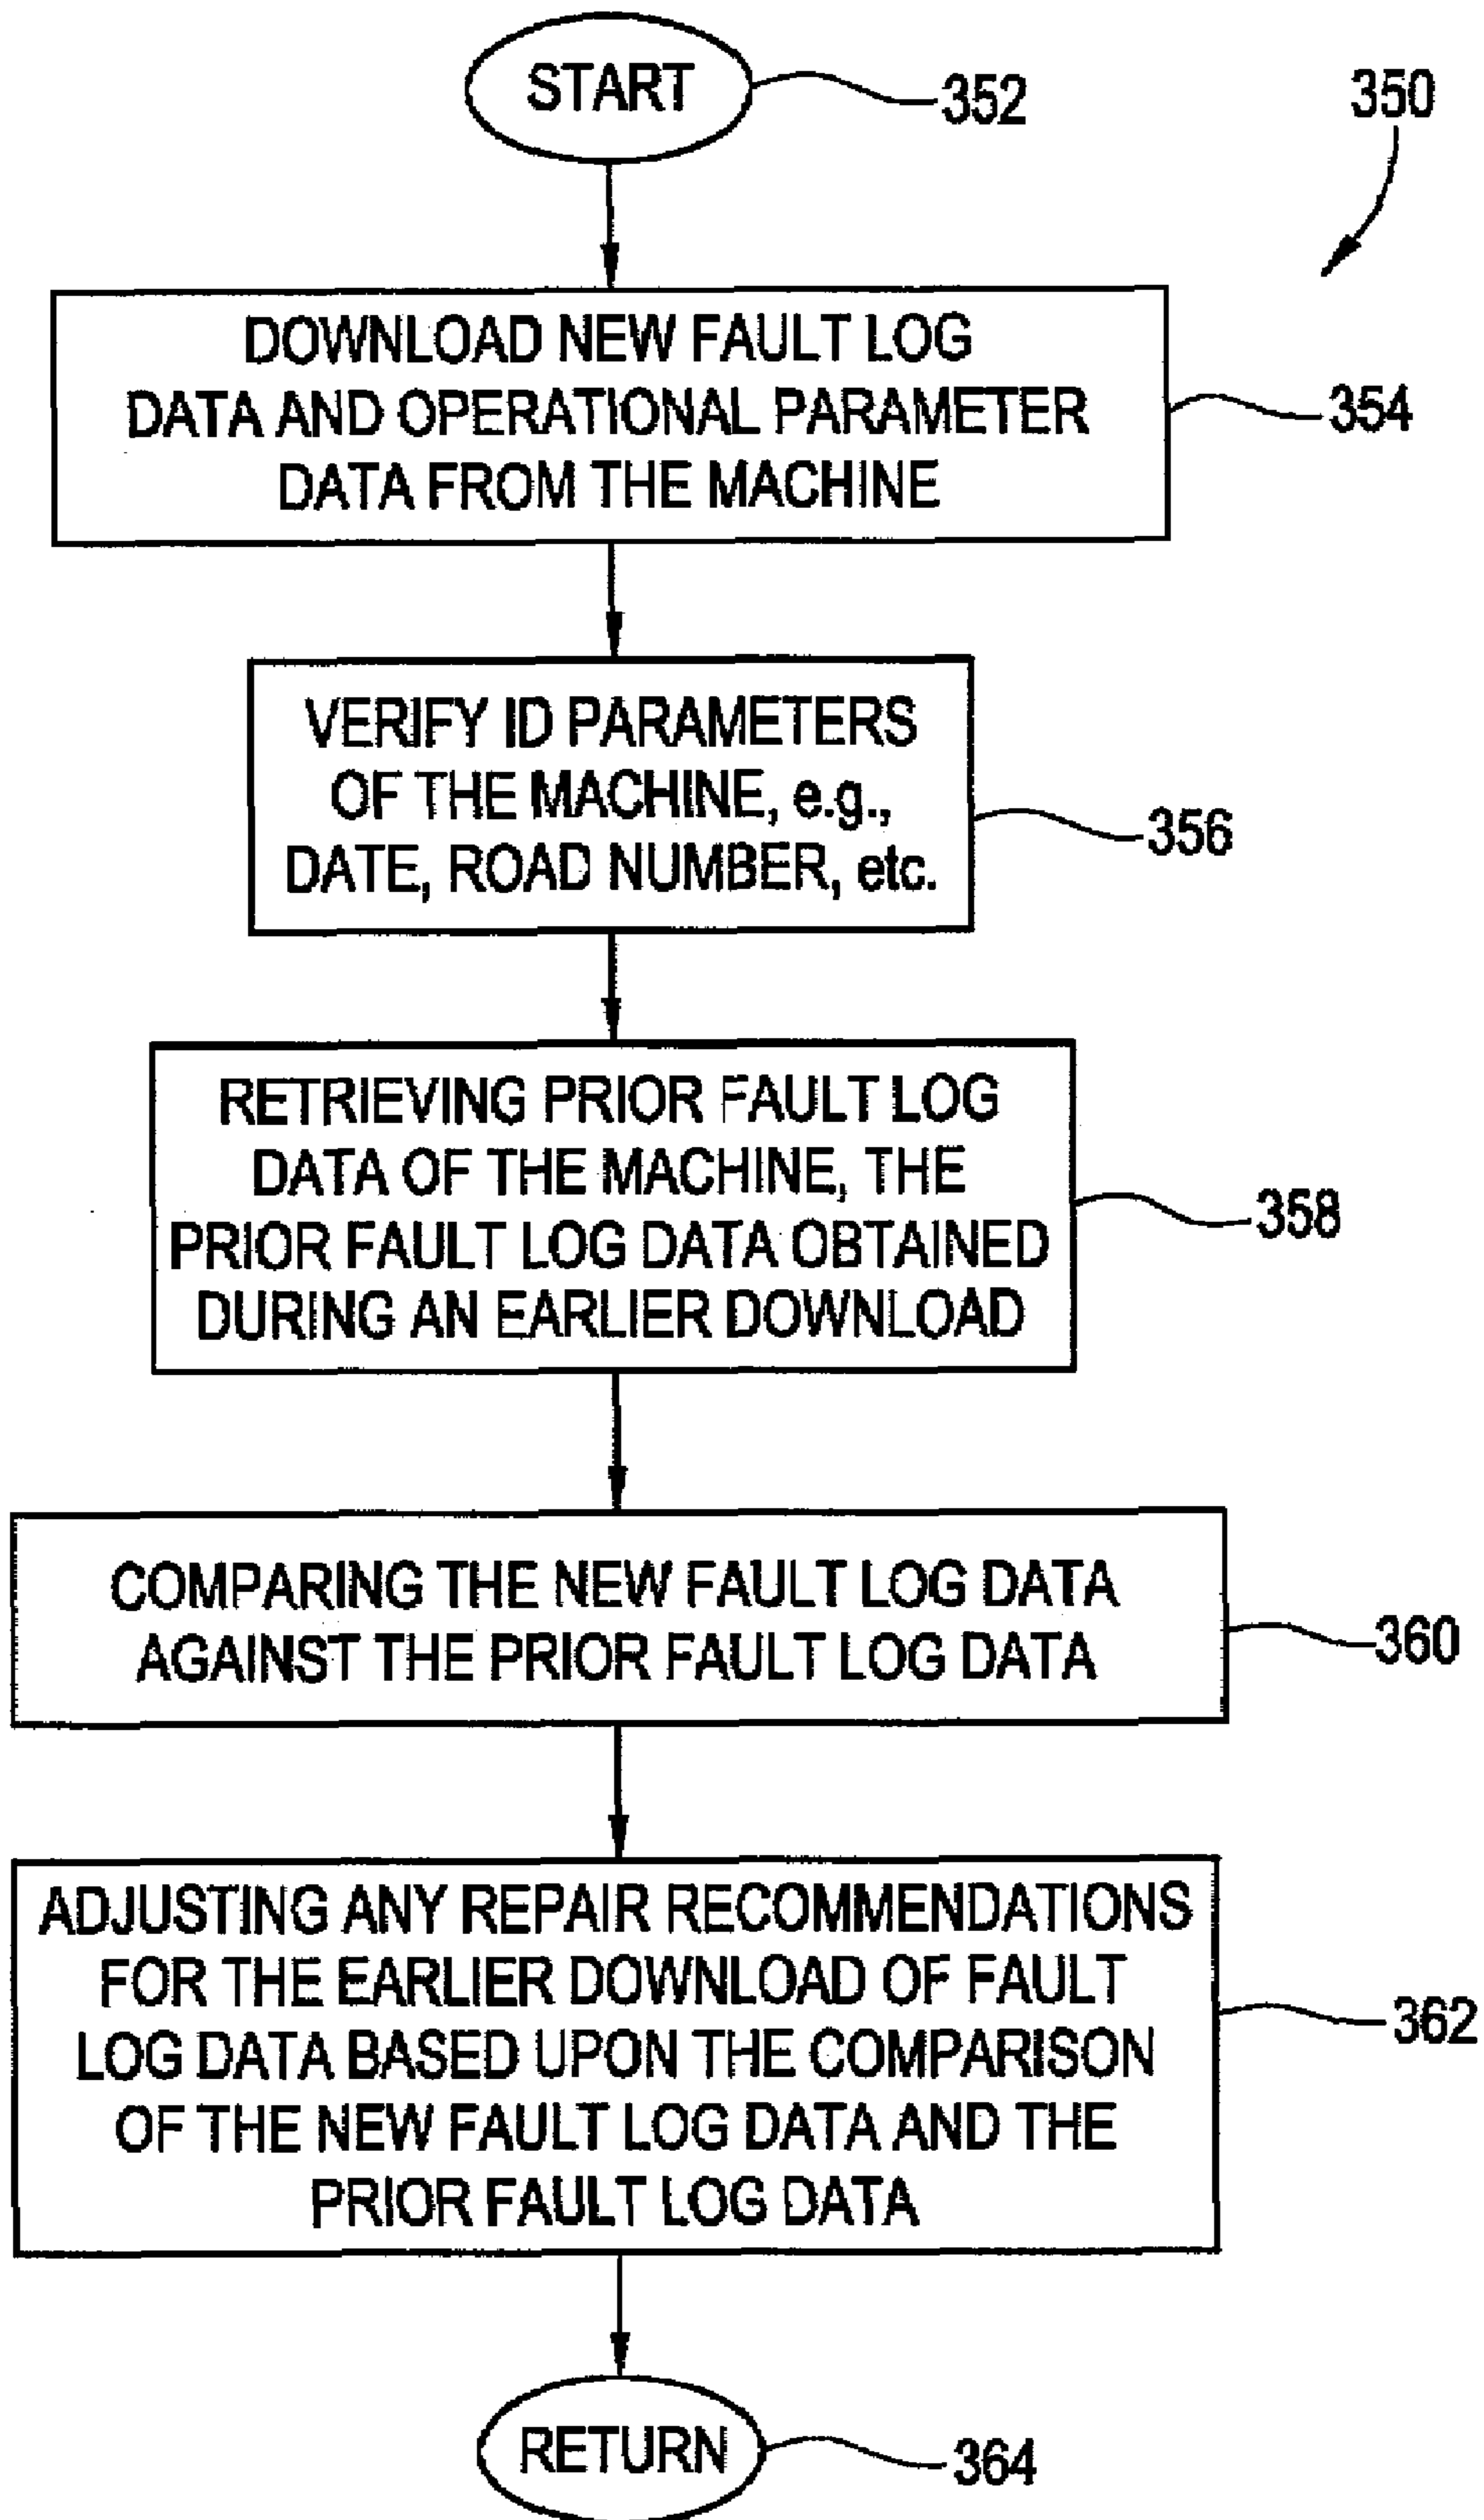 START
352
350
DOWNLOAD NEW FAULT LOG
DATA AND OPERATIONAL PARAMETER
DATA FROM THE MACHINE
354
VERIFY ID PARAMETERS
OF THE MACHINE, e.g.,
DATE, ROAD NUMBER, etc.
356
RETRIEVING PRIOR FAULT LOG
DATA OF THE MACHINE, THE
PRIOR FAULT LOG DATA OBTAINED
DURING AN EARLIER DOWNLOAD
358
COMPARING THE NEW FAULT LOG DATA
AGAINST THE PRIOR FAULT LOG DATA
360
ADJUSTING ANY REPAIR RECOMMENDATIONS
FOR THE EARLIER DOWNLOAD OF FAULT
LOG DATA BASED UPON THE COMPARISON
OF THE NEW FAULT LOG DATA AND THE
PRIOR FAULT LOG DATA
362
RETURN
364